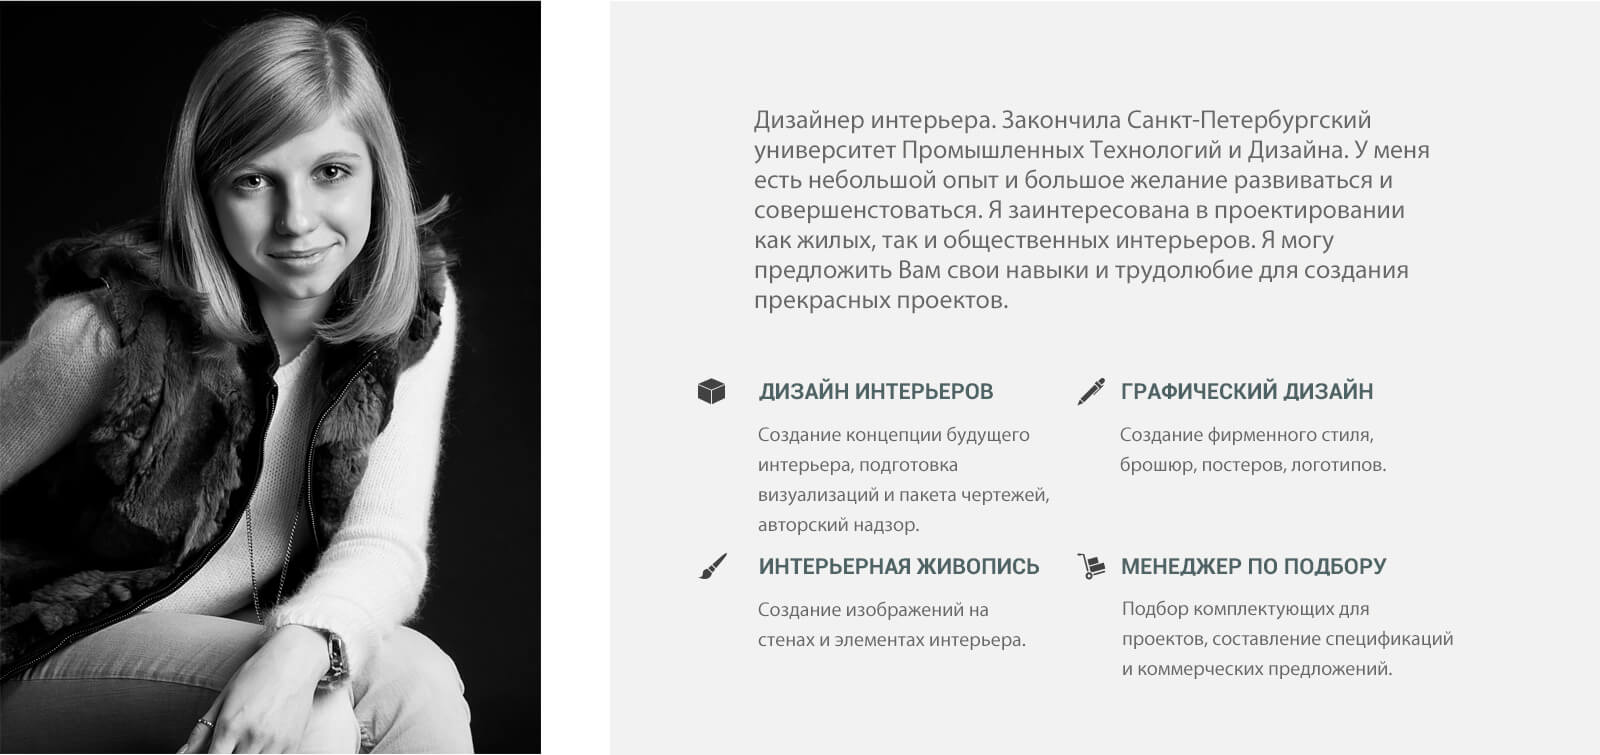 Дизайнер интерьера. Закончила Санкт-Петербургский
университет Промышленных Технологий и Дизайна. У меня
есть небольшой опыт и большое желание развиваться и
совершенстоваться. Я заинтересована в проектировании
как жилых, так и общественных интерьеров. Я могу
предложить Вам свои навыки и трудолюбие для создания
прекрасных проектов.
ДИЗАЙН ИНТЕРЬЕРОВ
Создание концепции будущего
интерьера, подготовка
визуализаций и пакета чертежей,
авторский надзор.
ГРАФИЧЕСКИЙ ДИЗАЙН
Создание фирменного стиля,
брошюр, постеров, логотипов.
ИНТЕРЬЕРНАЯ ЖИВОПИСЬ
Создание изображений на
стенах и элементах интерьера.
МЕНЕДЖЕР ПО ПОДБОРУ
Подбор комплектующих для
проектов, составление спецификаций
и коммерческих предложений.